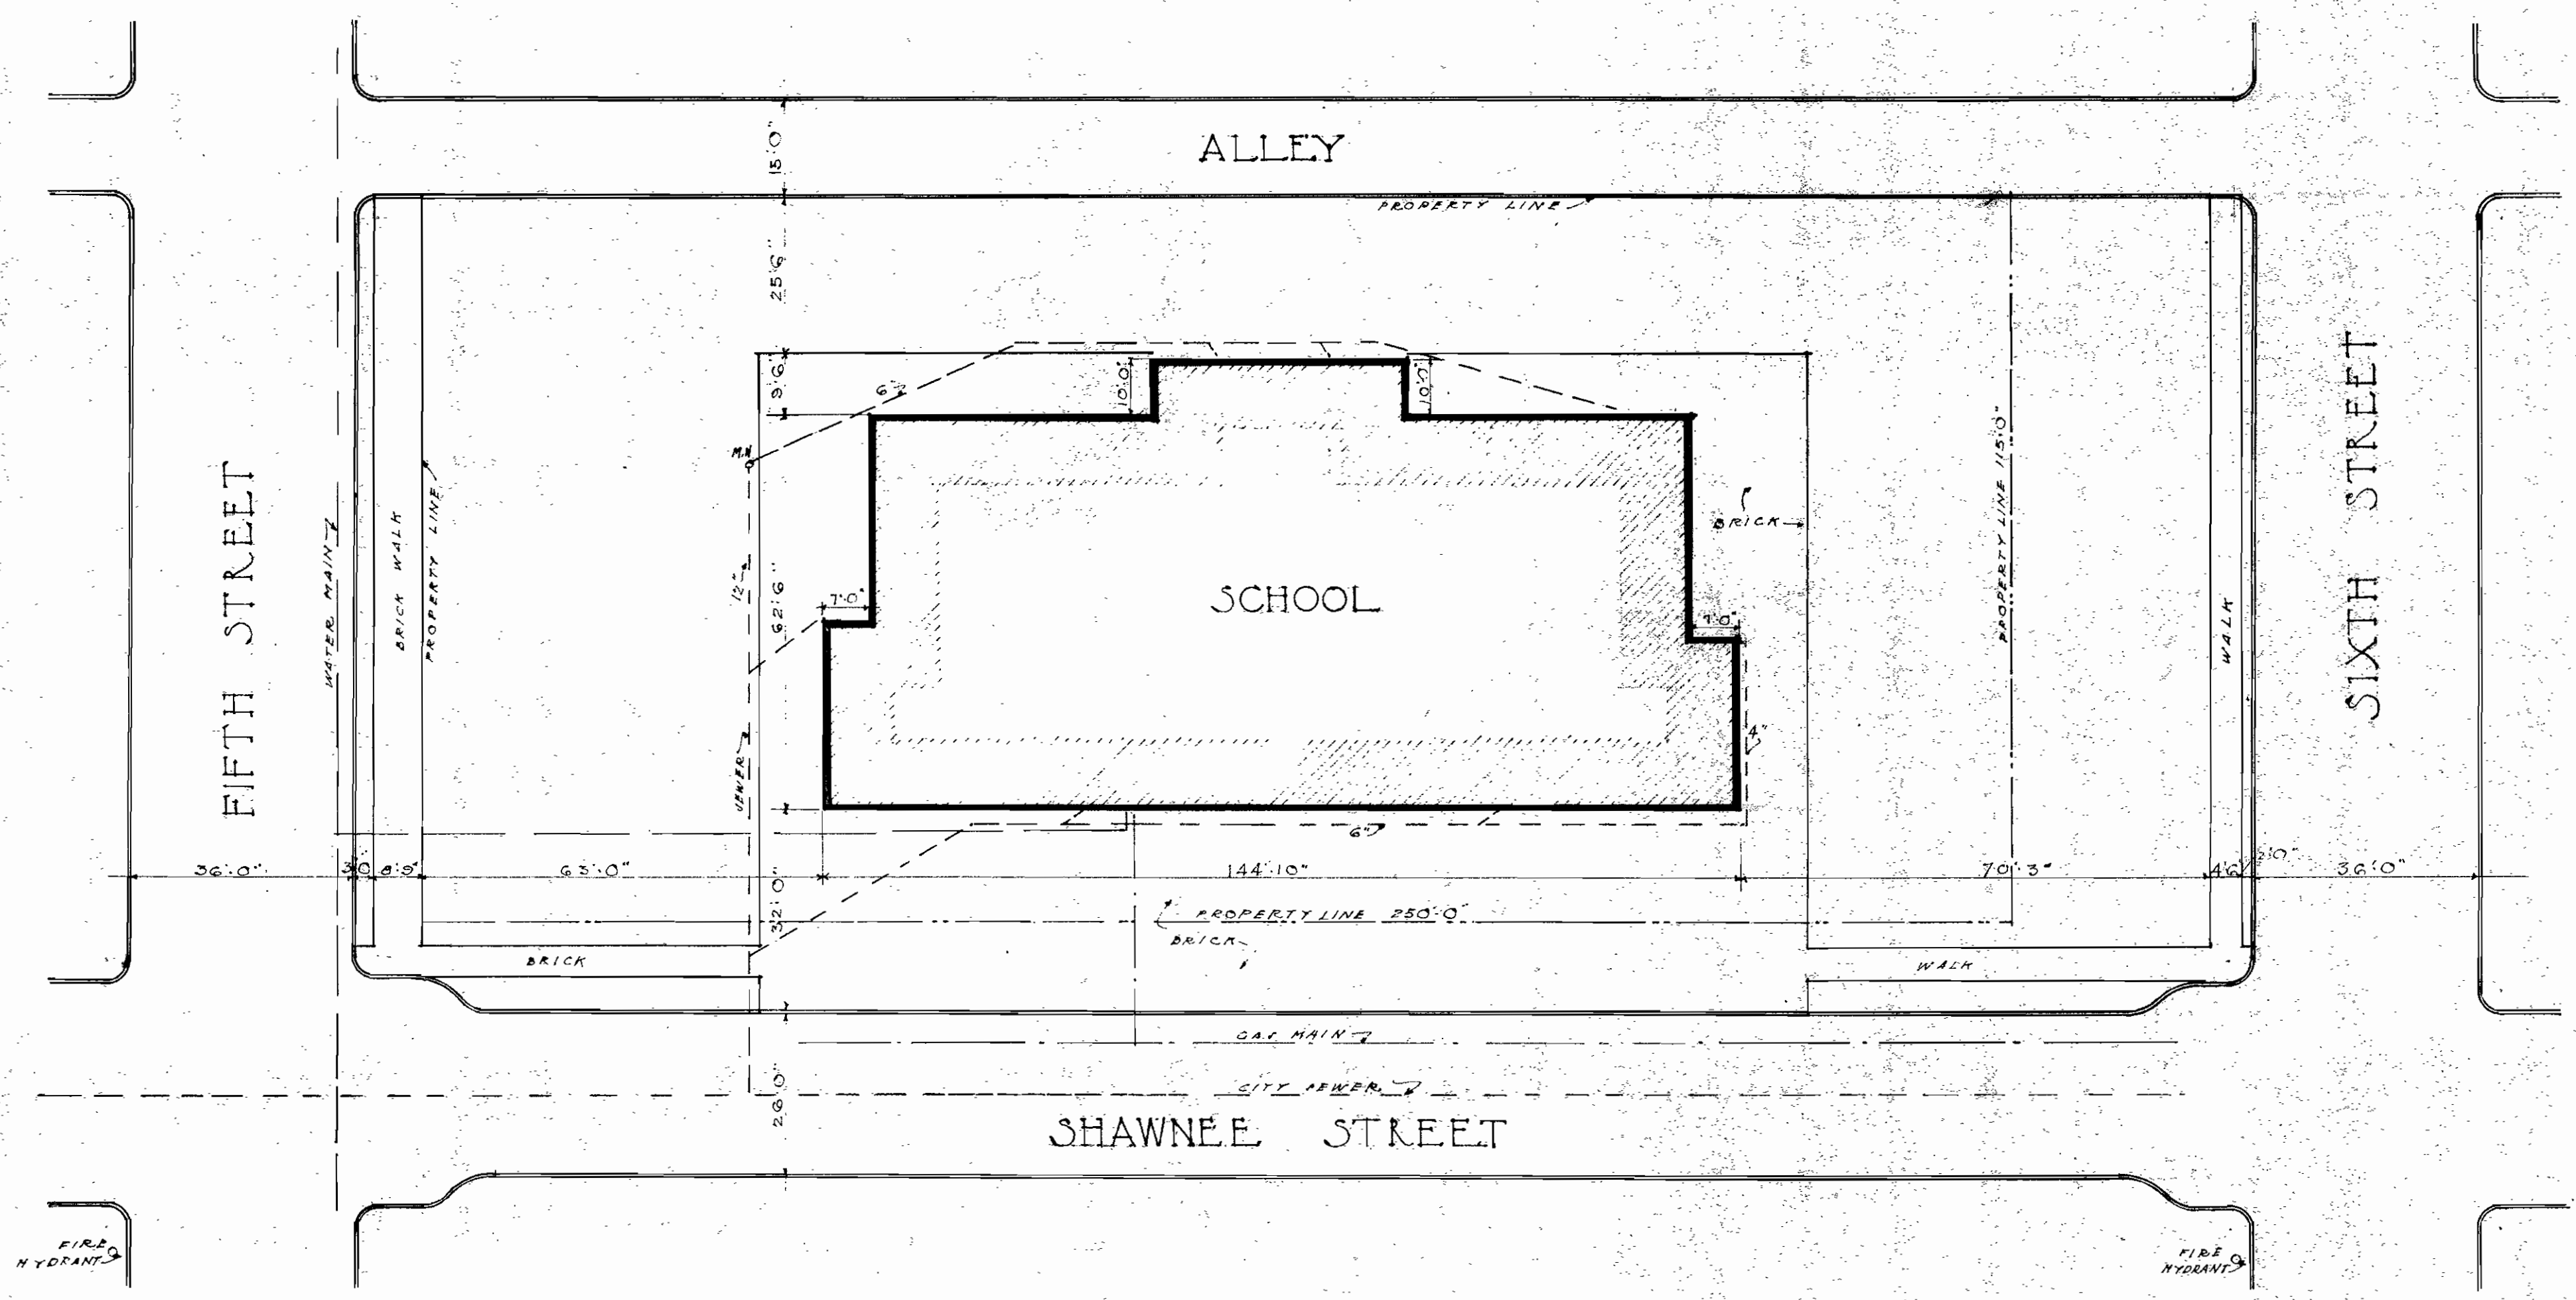 ALLEY
15'-0"
PROPERTY LINE
25'6"
9'6"
10'-0"
10'-0"
6"
M.H.
FIFTH STREET
WATER MAIN
BRICK WALK
PROPERTY LINE
12"
62'6"
SEWER
7'-0"
SCHOOL
BRICK
7'-0"
4"
PROPERTY LINE 115'-0"
WALK
SIXTH STREET
6"
36'-0"
3'0"
8'9"
63'-0"
32'-0"
144'-10"
70'-3"
4'6"
2'-0"
36'-0"
PROPERTY LINE 250'-0"
BRICK
BRICK
WALK
GAS MAIN
CITY SEWER
26'-0"
SHAWNEE STREET
FIRE
HYDRANT
FIRE
HYDRANT